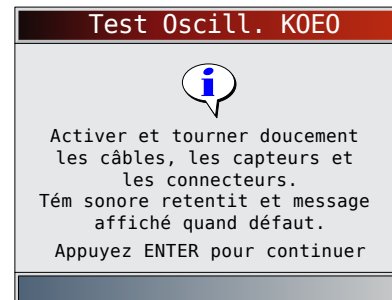 Test Oscill. KOEO
i
Activer et tourner doucement
les câbles, les capteurs et
les connecteurs.
Tém sonore retentit et message
affiché quand défaut.
Appuyez ENTER pour continuer